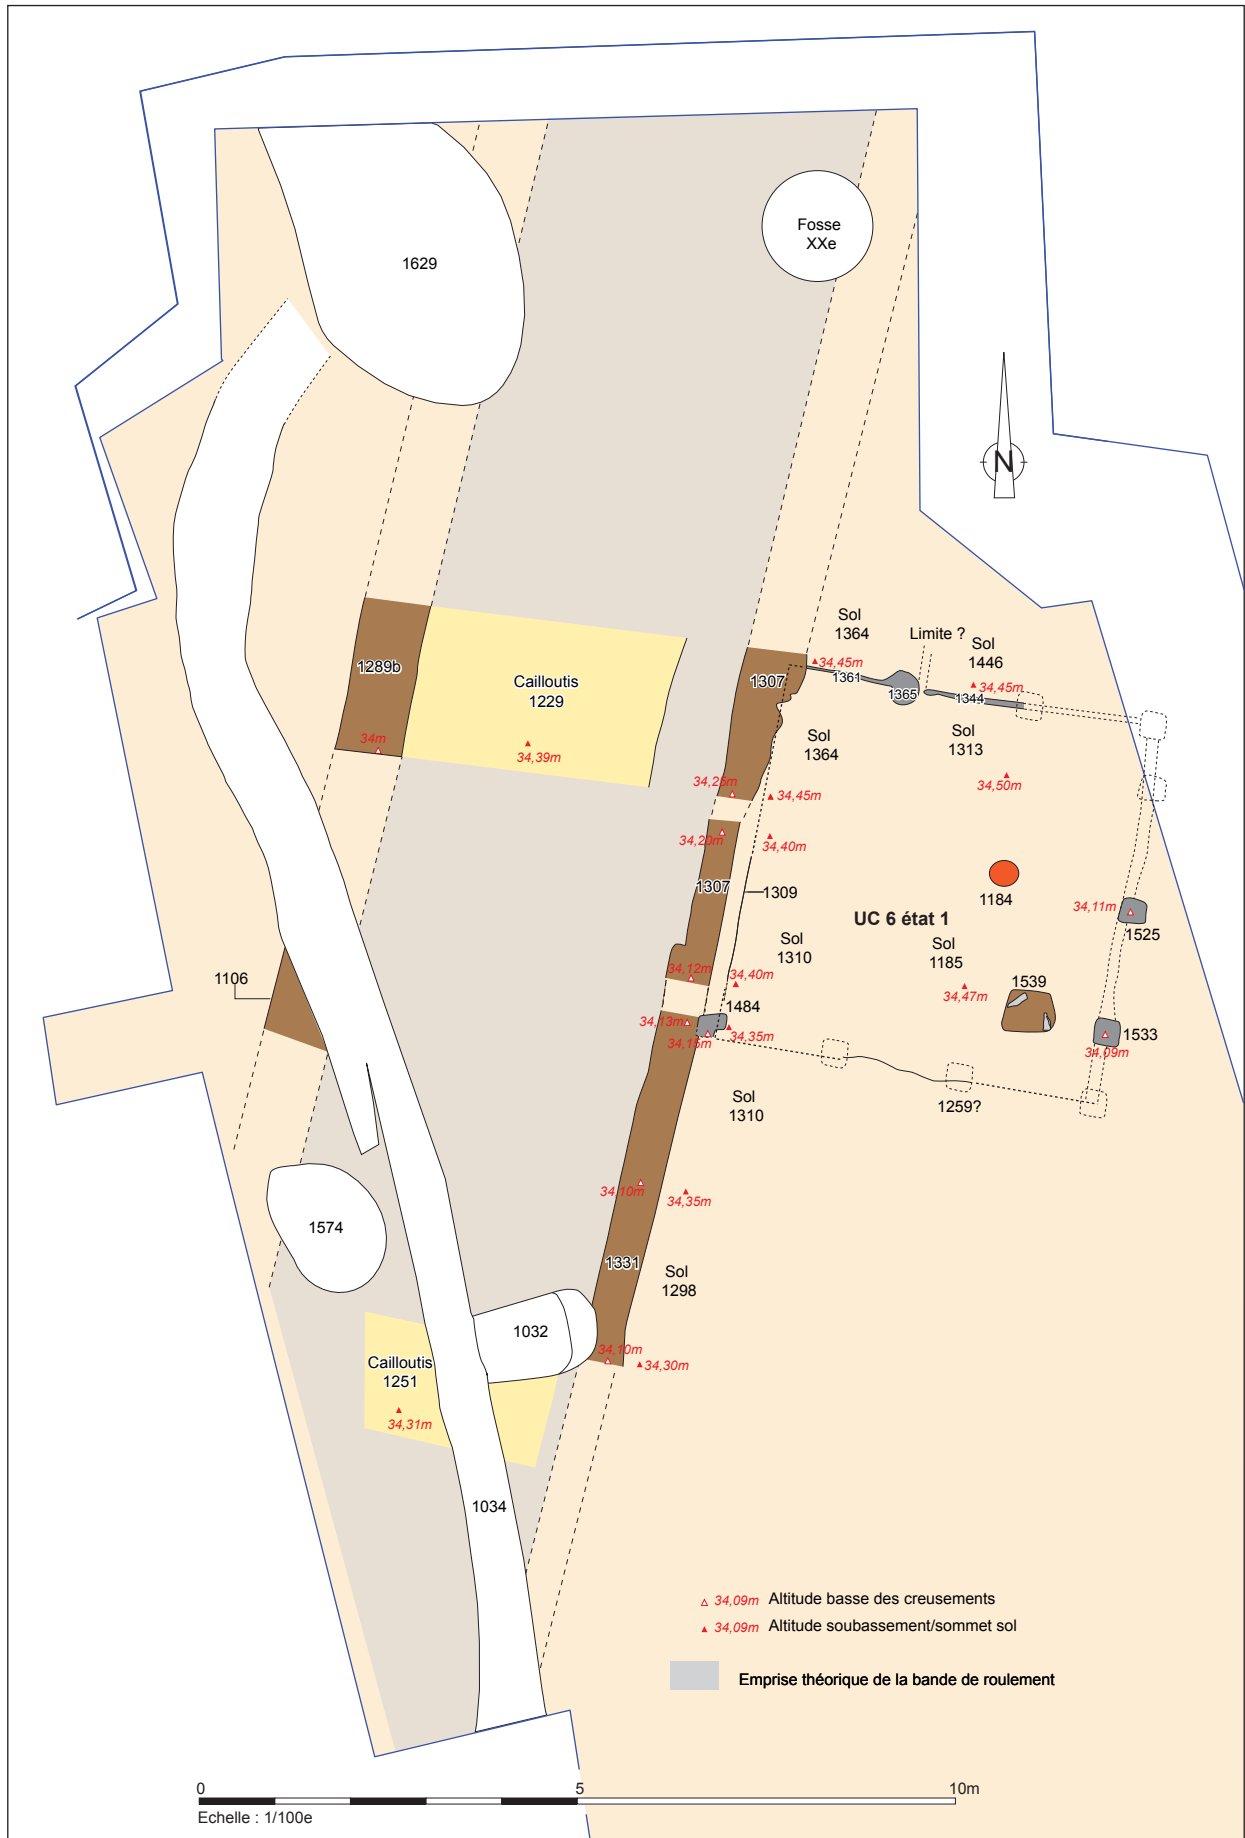 Fosse
XXe
1629
N
Sol
1364
Limite ?
Sol
1446
34,45m
1361
1365
34,45m
1344
1289b
1307
Cailloutis
1229
Sol
1364
Sol
1313
34m
34,39m
34,50m
34,26m
34,45m
34,20m
34,40m
1307
1309
1184
34,11m
UC 6 état 1
1525
Sol
1310
Sol
1185
34,12m
34,40m
34,47m
1539
1106
1484
34,13m
34,15m
34,35m
1533
34,09m
Sol
1310
1259?
34,10m
34,35m
1574
1331
Sol
1298
1032
34,10m
34,30m
Cailloutis
1251
34,31m
1034
34,09m Altitude basse des creusements
34,09m Altitude soubassement/sommet sol
Emprise théorique de la bande de roulement
0 5 10m
Echelle : 1/100e